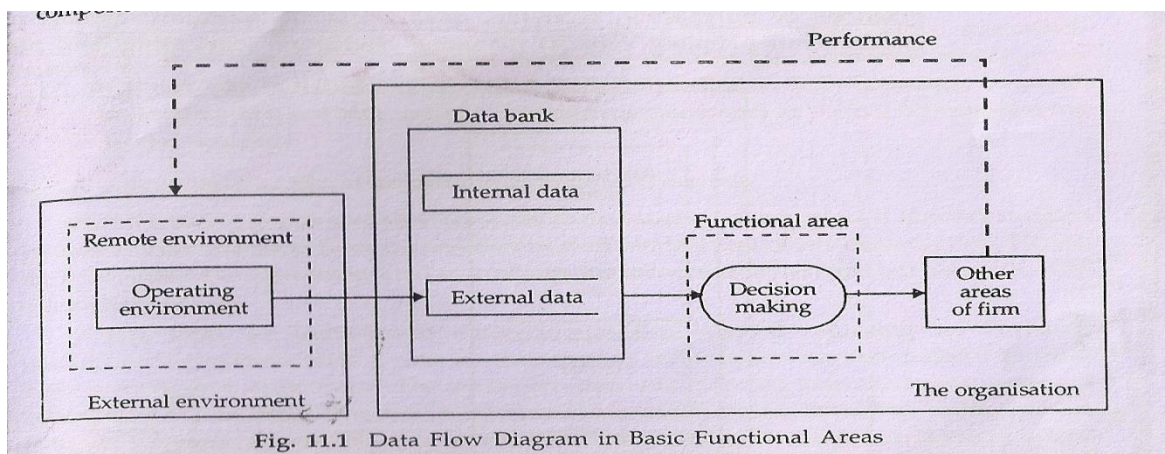 Performance
Data bank
Internal data
Functional area
Remote environment
Operating
environment
External data
Decision
making
Other
areas
of firm
The organisation
External environment
Fig. 11.1 Data Flow Diagram in Basic Functional Areas